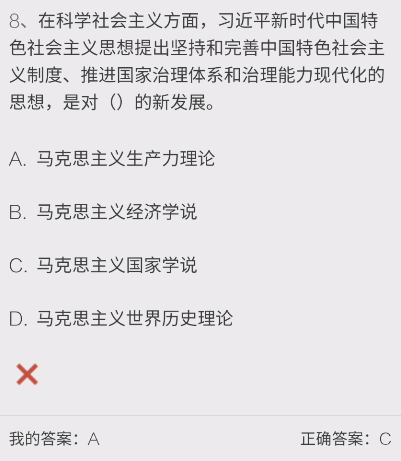 8、在科学社会主义方面，习近平新时代中国特
色社会主义思想提出坚持和完善中国特色社会主
义制度、推进国家治理体系和治理能力现代化的
思想，是对（）的新发展。
A. 马克思主义生产力理论
B. 马克思主义经济学说
C. 马克思主义国家学说
D. 马克思主义世界历史理论
我的答案：A
正确答案：C